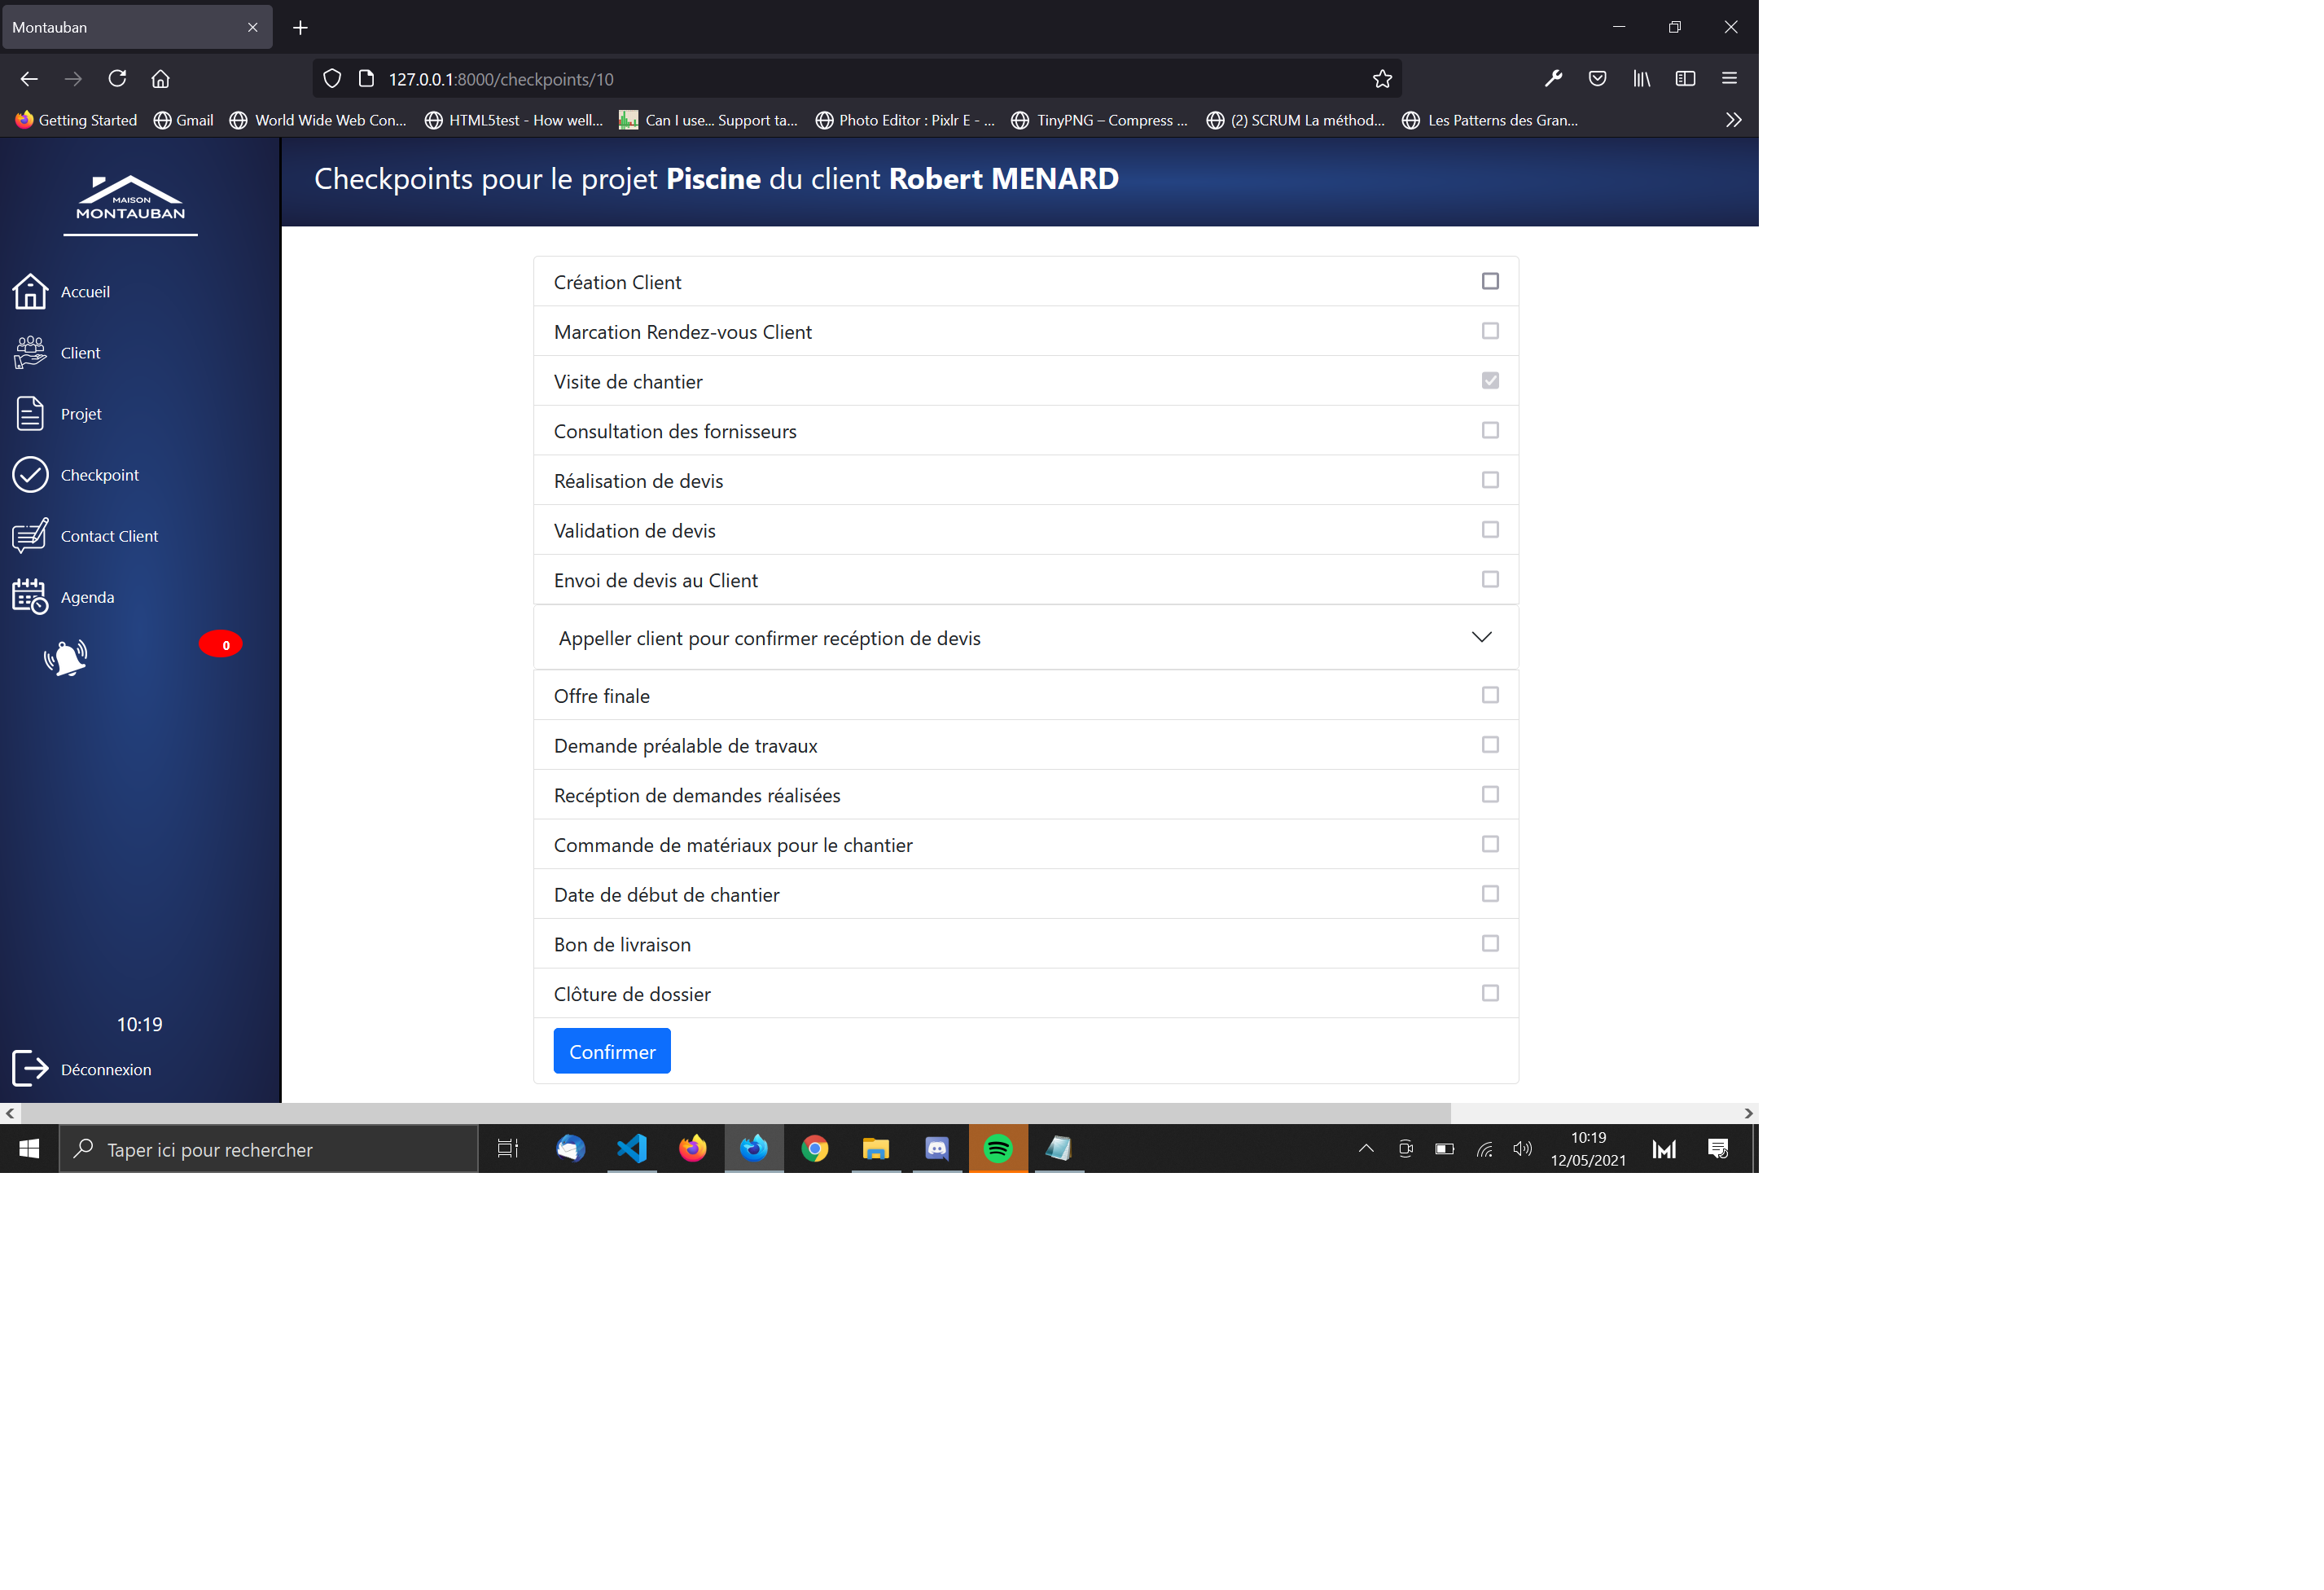 Montauban
127.0.0.1:8000/checkpoints/10
Getting Started Gmail World Wide Web Con... HTML5test - How well... Can I use... Support ta... Photo Editor : Pixlr E - ... TinyPNG – Compress ... (2) SCRUM La méthod... Les Patterns des Gran...
MAISON
MONTAUBAN
Checkpoints pour le projet Piscine du client Robert MENARD
Accueil
Client
Projet
Checkpoint
Contact Client
Agenda
0
10:19
Déconnexion
Création Client
Marcation Rendez-vous Client
Visite de chantier
Consultation des fornisseurs
Réalisation de devis
Validation de devis
Envoi de devis au Client
Appeller client pour confirmer recéption de devis
Offre finale
Demande préalable de travaux
Recéption de demandes réalisées
Commande de matériaux pour le chantier
Date de début de chantier
Bon de livraison
Clôture de dossier
Confirmer
Taper ici pour rechercher
10:19
12/05/2021